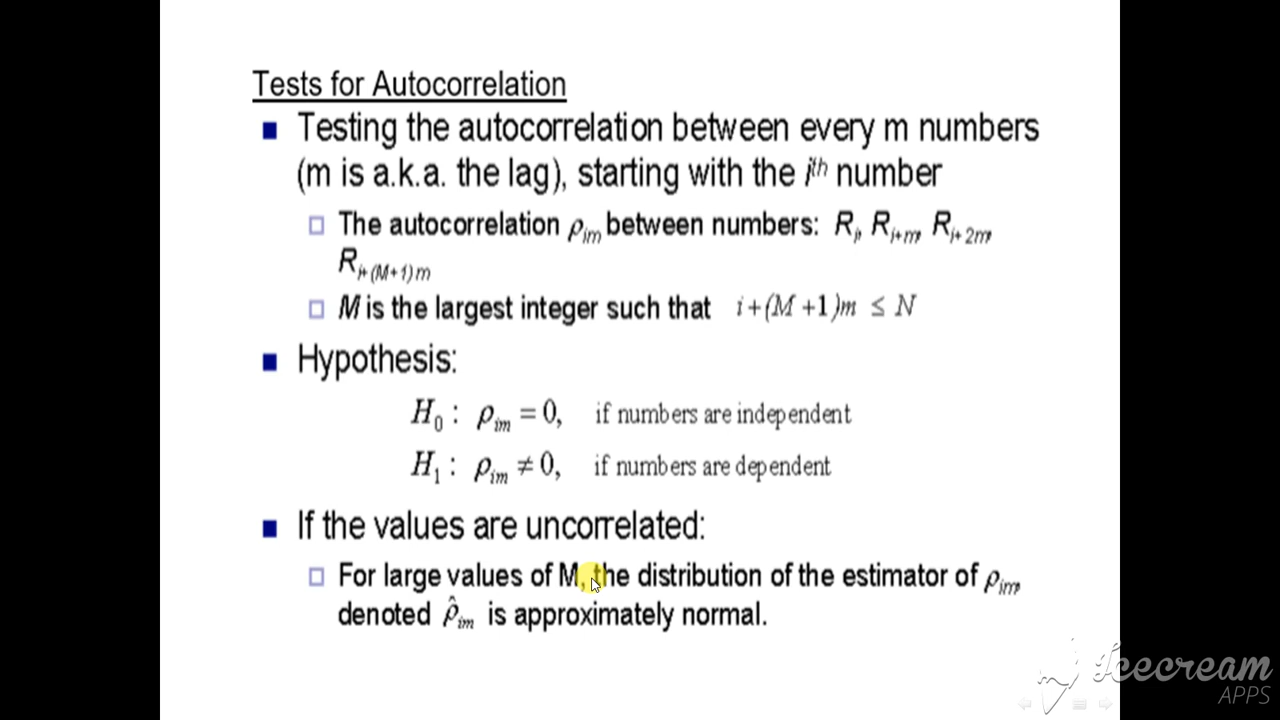 Tests for Autocorrelation
Testing the autocorrelation between every m numbers
(m is a.k.a. the lag), starting with the iᵗʰ number
The autocorrelation ρim between numbers: Ri, Ri+m, Ri+2m,
Ri+(M+1)m
M is the largest integer such that i+(M+1)m ≤ N
Hypothesis:
H0 : ρim = 0, if numbers are independent
H1 : ρim ≠ 0, if numbers are dependent
If the values are uncorrelated:
For large values of M, the distribution of the estimator of ρim,
denoted ρ̂im is approximately normal.
Icecream
APPS